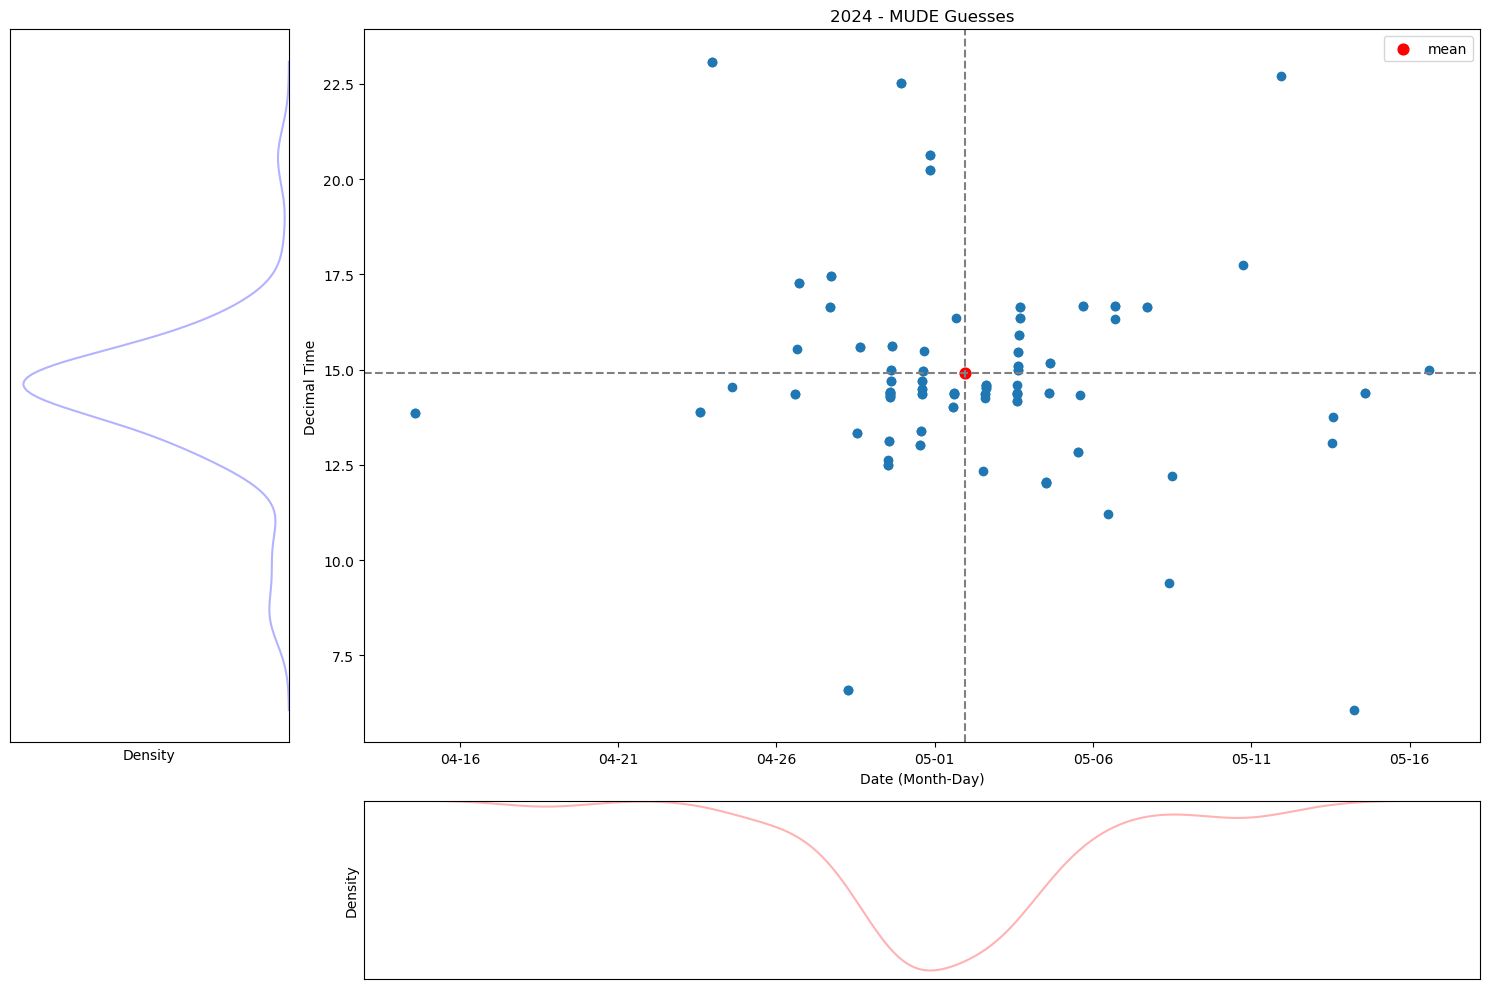 2024 - MUDE Guesses
mean
22.5
20.0
17.5
15.0
12.5
10.0
7.5
Decimal Time
Density
04-16 04-21 04-26 05-01 05-06 05-11 05-16
Date (Month-Day)
Density